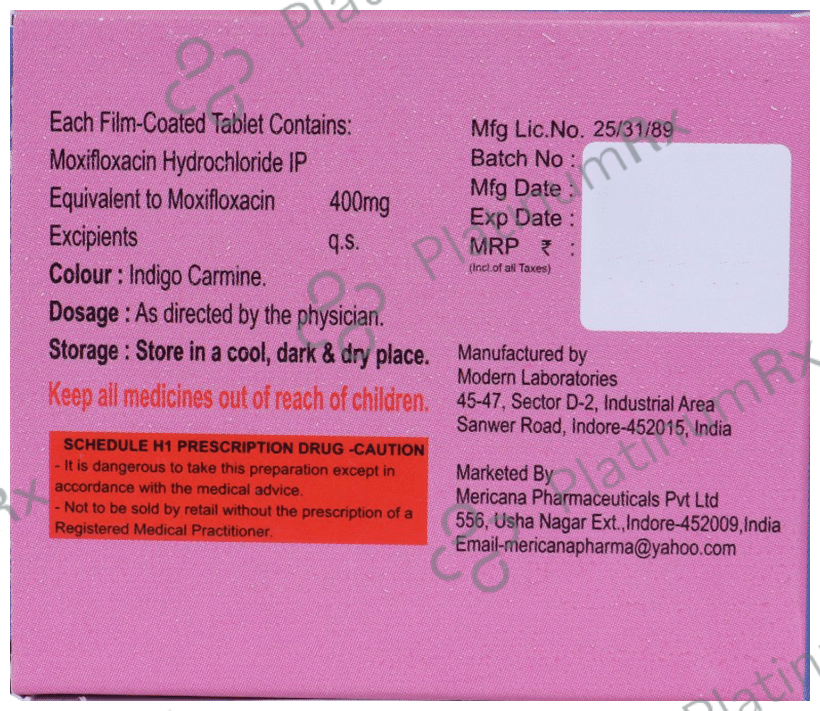 Each Film-Coated Tablet Contains:
Moxifloxacin Hydrochloride IP
Equivalent to Moxifloxacin 400mg
Excipients q.s.
Colour : Indigo Carmine.
Dosage : As directed by the physician.
Storage : Store in a cool, dark & dry place.
Keep all medicines out of reach of children.
SCHEDULE H1 PRESCRIPTION DRUG -CAUTION
- It is dangerous to take this preparation except in
accordance with the medical advice.
- Not to be sold by retail without the prescription of a
Registered Medical Practitioner.
Mfg Lic.No. 25/31/89
Batch No :
Mfg Date :
Exp Date :
MRP ₹ :
(Incl.of all Taxes)
Manufactured by
Modern Laboratories
45-47, Sector D-2, Industrial Area
Sanwer Road, Indore-452015, India
Marketed By
Mericana Pharmaceuticals Pvt Ltd
556, Usha Nagar Ext.,Indore-452009,India
Email-mericanapharma@yahoo.com
PlatinumRx
PlatinumRx